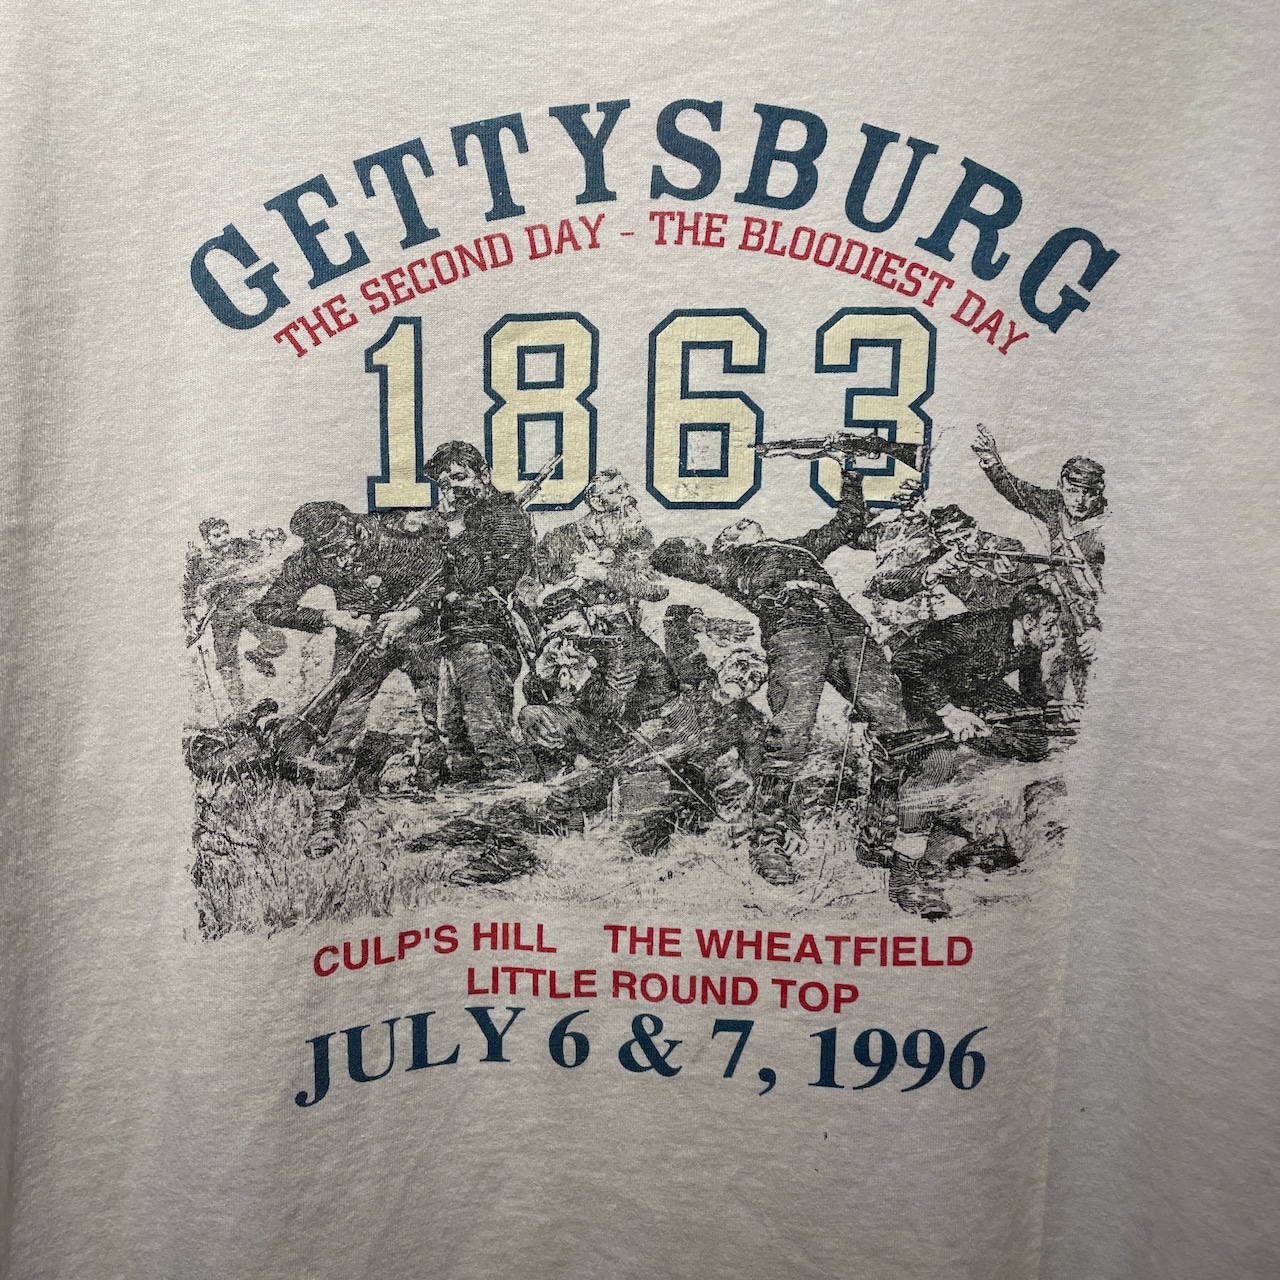 GETTYSBURG
THE SECOND DAY - THE BLOODIEST DAY
1863
CULP'S HILL THE WHEATFIELD
LITTLE ROUND TOP
JULY 6 & 7, 1996